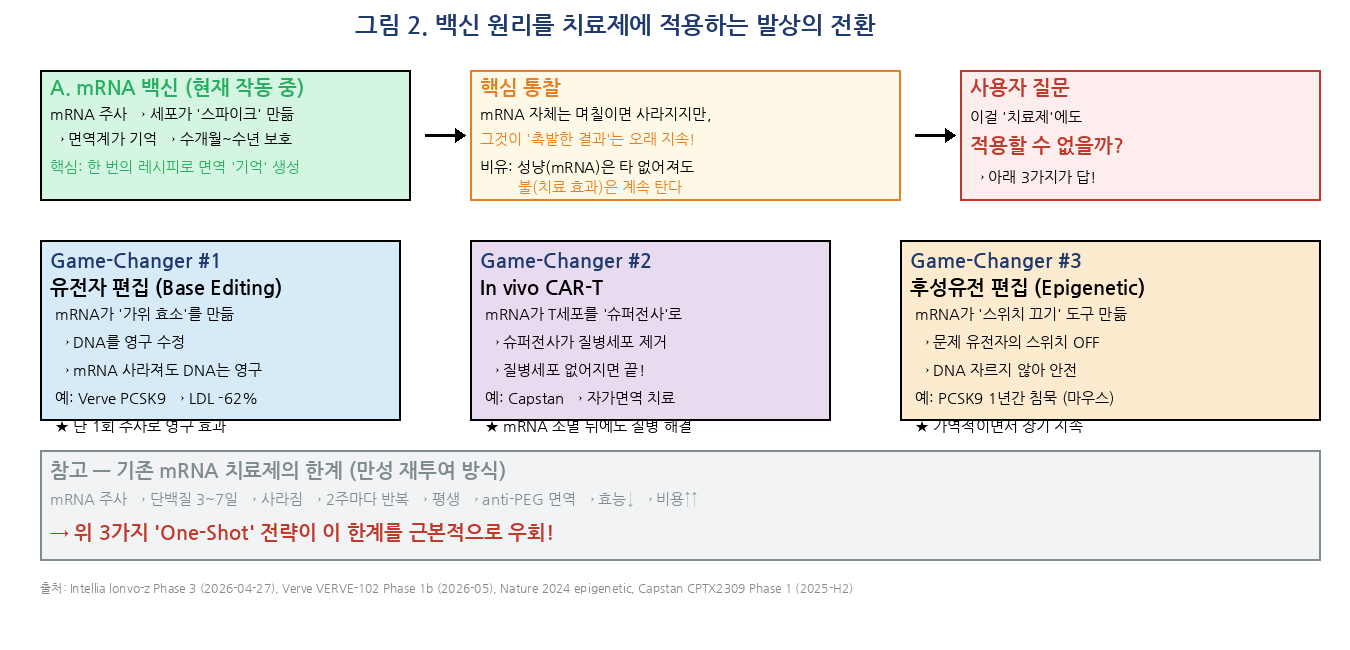 그림 2. 백신 원리를 치료제에 적용하는 발상의 전환
A. mRNA 백신 (현재 작동 중)
mRNA 주사 → 세포가 '스파이크' 만듦
→ 면역계가 기억 → 수개월~수년 보호
핵심: 한 번의 레시피로 면역 '기억' 생성
핵심 통찰
mRNA 자체는 며칠이면 사라지지만,
그것이 '촉발한 결과'는 오래 지속!
비유: 성냥(mRNA)은 타 없어져도
불(치료 효과)은 계속 탄다
사용자 질문
이걸 '치료제'에도
적용할 수 없을까?
→ 아래 3가지가 답!
Game-Changer #1
유전자 편집 (Base Editing)
mRNA가 '가위 효소'를 만듦
→ DNA를 영구 수정
→ mRNA 사라져도 DNA는 영구
예: Verve PCSK9 → LDL -62%
★ 단 1회 주사로 영구 효과
Game-Changer #2
In vivo CAR-T
mRNA가 T세포를 '슈퍼전사'로
→ 슈퍼전사가 질병세포 제거
→ 질병세포 없어지면 끝!
예: Capstan → 자가면역 치료
★ mRNA 소멸 뒤에도 질병 해결
Game-Changer #3
후성유전 편집 (Epigenetic)
mRNA가 '스위치 끄기' 도구 만듦
→ 문제 유전자의 스위치 OFF
→ DNA 자르지 않아 안전
예: PCSK9 1년간 침묵 (마우스)
★ 가역적이면서 장기 지속
참고 — 기존 mRNA 치료제의 한계 (만성 재투여 방식)
mRNA 주사 → 단백질 3~7일 → 사라짐 → 2주마다 반복 → 평생 → anti-PEG 면역 → 효능↓ → 비용↑↑
→ 위 3가지 'One-Shot' 전략이 이 한계를 근본적으로 우회!
출처: Intellia lonvo-z Phase 3 (2026-04-27), Verve VERVE-102 Phase 1b (2026-05), Nature 2024 epigenetic, Capstan CPTX2309 Phase 1 (2025-H2)